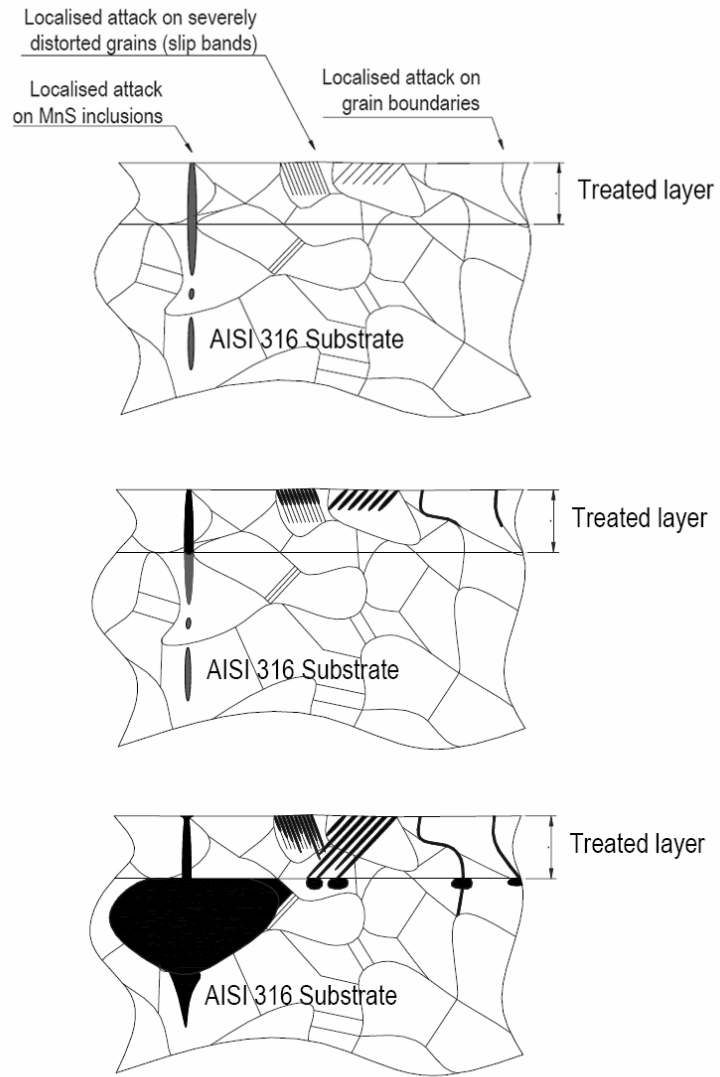 Localised attack on severely
distorted grains (slip bands)
Localised attack
on MnS inclusions
Localised attack on
grain boundaries
Treated layer
AISI 316 Substrate
Treated layer
AISI 316 Substrate
Treated layer
AISI 316 Substrate